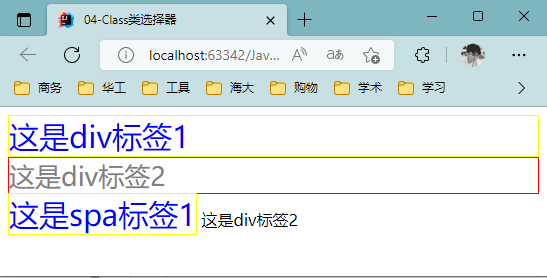 04-Class类选择器
localhost:63342/Jav...
商务 华工 工具 海大 购物 学术 学习
这是div标签1
这是div标签2
这是spa标签1 这是div标签2